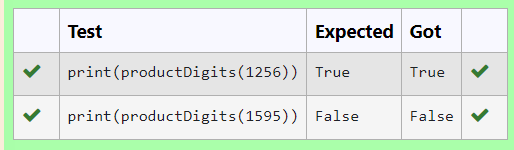 Test Expected Got
print(productDigits(1256)) True True
print(productDigits(1595)) False False